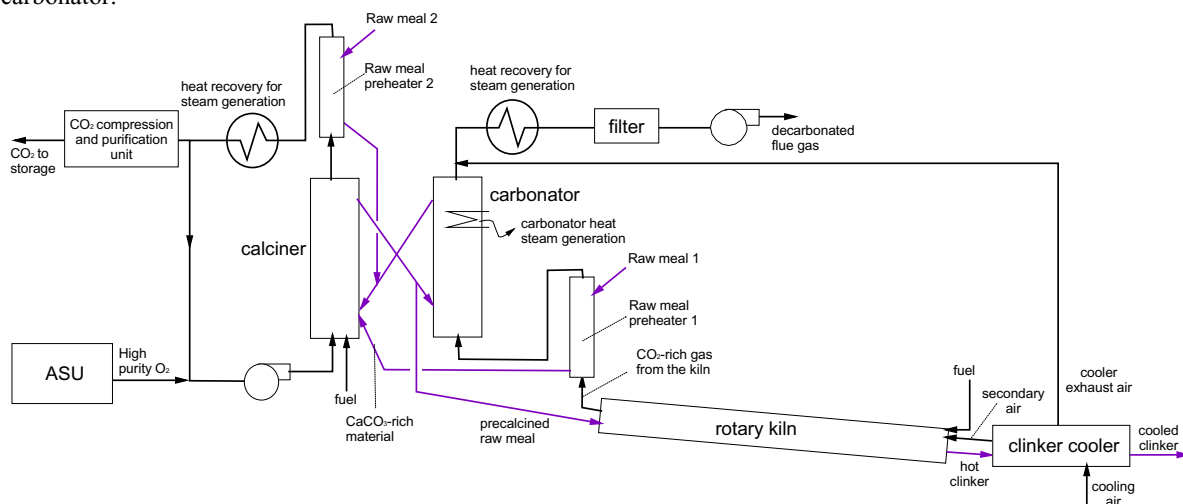 carbonator.
Raw meal 2
Raw meal
preheater 2
heat recovery for
steam generation
heat recovery for
steam generation
CO2 compression
and purification
unit
CO2 to
storage
filter
decarbonated
flue gas
carbonator
carbonator heat
steam generation
calciner
Raw meal 1
Raw meal
preheater 1
ASU
High
purity O2
CO2-rich gas
from the kiln
fuel
CaCO3-rich
material
precalcined
raw meal
rotary kiln
fuel
secondary
air
cooler
exhaust air
clinker cooler
cooled
clinker
hot
clinker
cooling
air